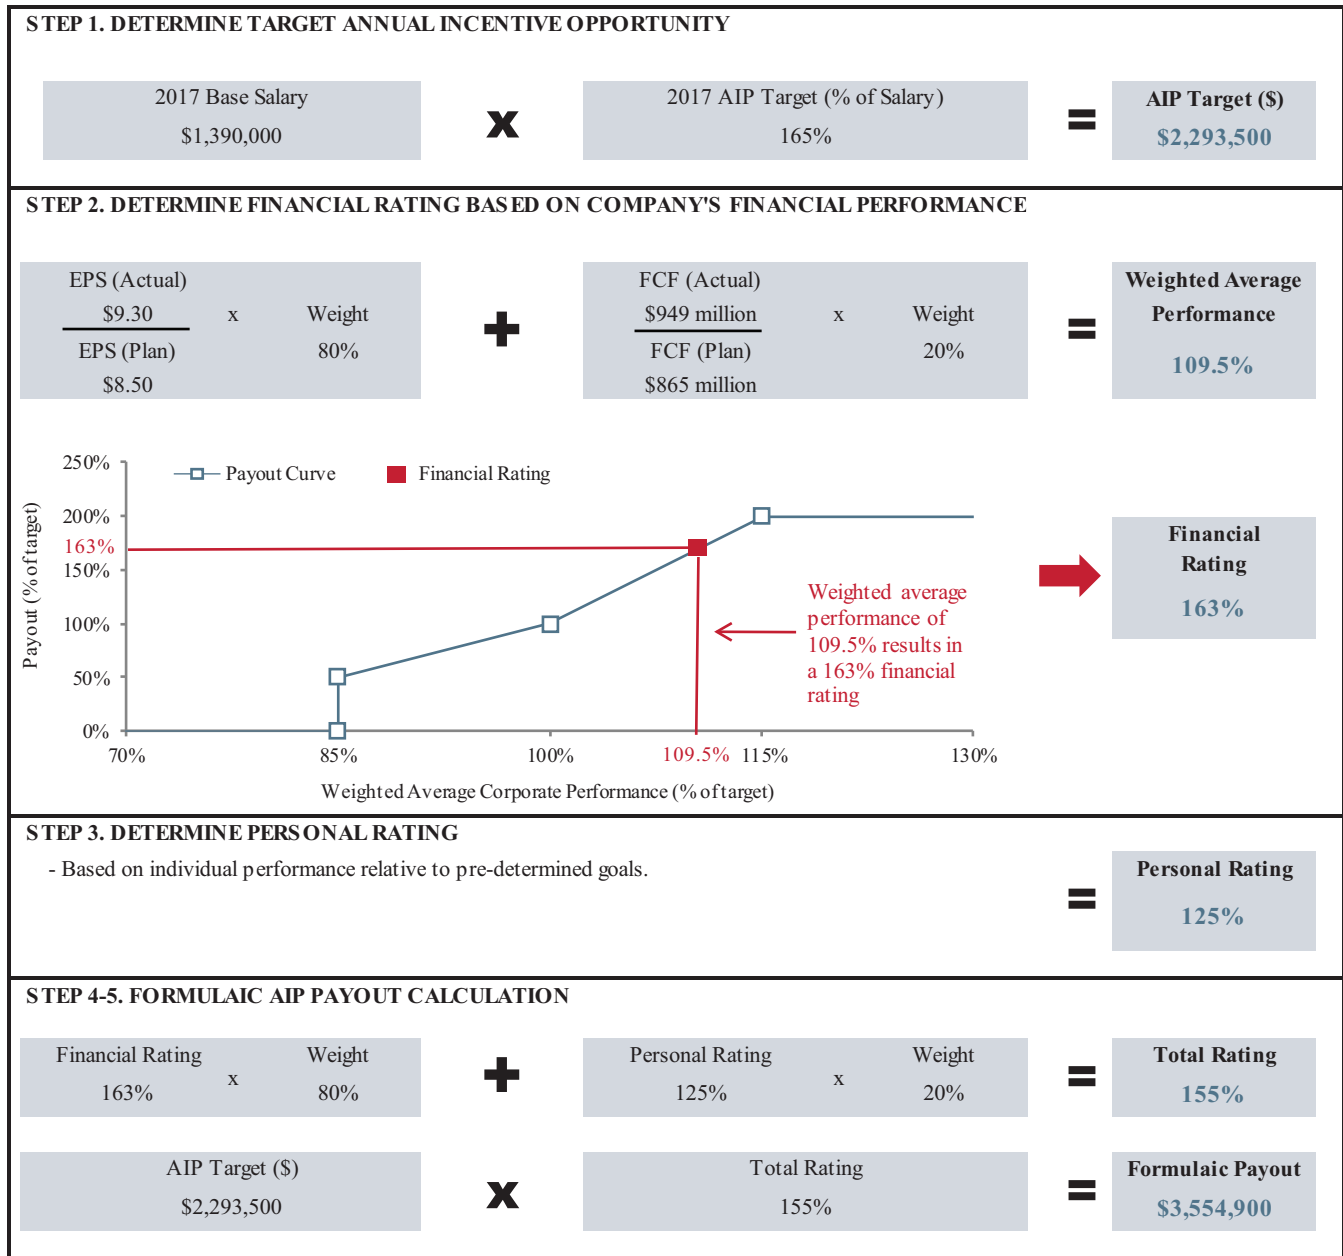 STEP 1. DETERMINE TARGET ANNUAL INCENTIVE OPPORTUNITY
2017 Base Salary
$1,390,000
x
2017 AIP Target (% of Salary)
165%
=
AIP Target ($)
$2,293,500
STEP 2. DETERMINE FINANCIAL RATING BASED ON COMPANY'S FINANCIAL PERFORMANCE
EPS (Actual)
$9.30
x
Weight
EPS (Plan)
80%
$8.50
+
FCF (Actual)
$949 million
x
Weight
FCF (Plan)
20%
$865 million
=
Weighted Average
Performance
109.5%
Payout (% of target)
250%
200%
163%
150%
100%
50%
0%
Payout Curve
Financial Rating
Weighted average
performance of
109.5% results in
a 163% financial
rating
70%
85%
100%
109.5%
115%
130%
Weighted Average Corporate Performance (% of target)
Financial
Rating
163%
STEP 3. DETERMINE PERSONAL RATING
- Based on individual performance relative to pre-determined goals.
=
Personal Rating
125%
STEP 4-5. FORMULAIC AIP PAYOUT CALCULATION
Financial Rating
Weight
x
163%
80%
+
Personal Rating
Weight
x
125%
20%
=
Total Rating
155%
AIP Target ($)
$2,293,500
x
Total Rating
155%
=
Formulaic Payout
$3,554,900